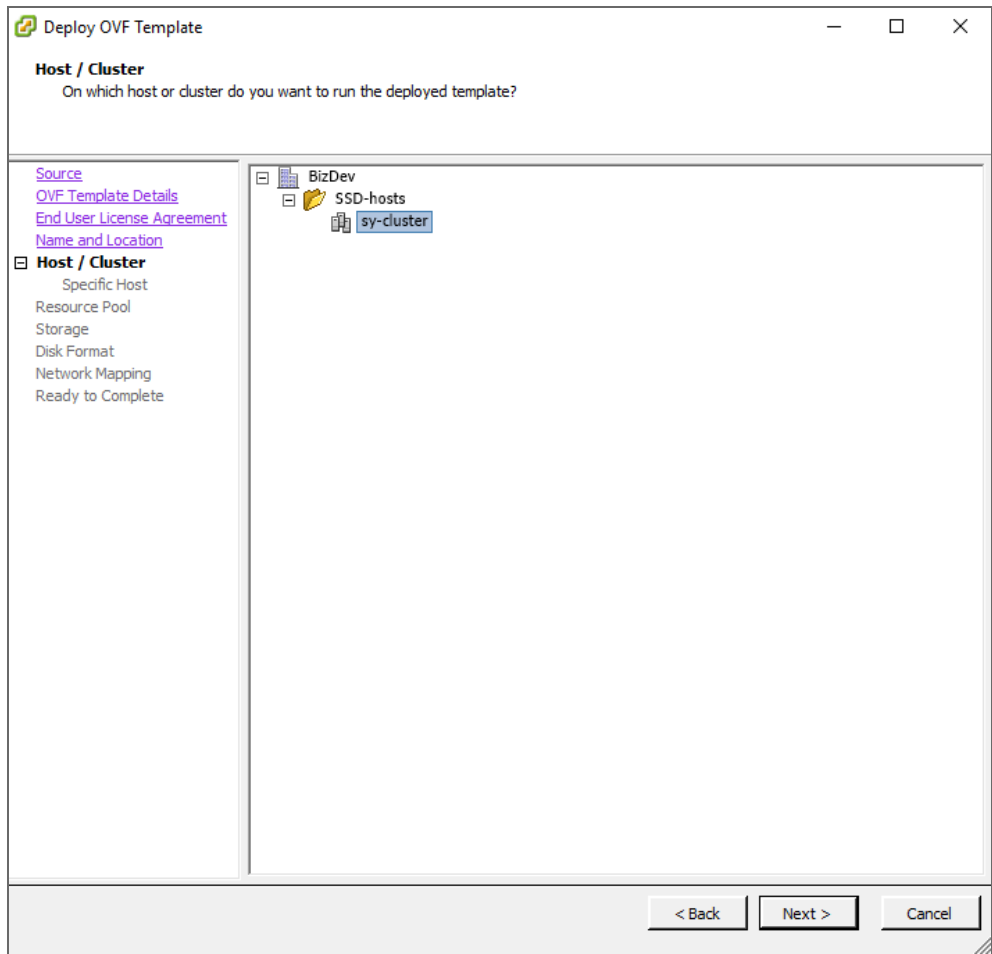 Deploy OVF Template
Host / Cluster
On which host or cluster do you want to run the deployed template?
Source
OVF Template Details
End User License Agreement
Name and Location
Host / Cluster
Specific Host
Resource Pool
Storage
Disk Format
Network Mapping
Ready to Complete
BizDev
SSD-hosts
sy-cluster
< Back
Next >
Cancel